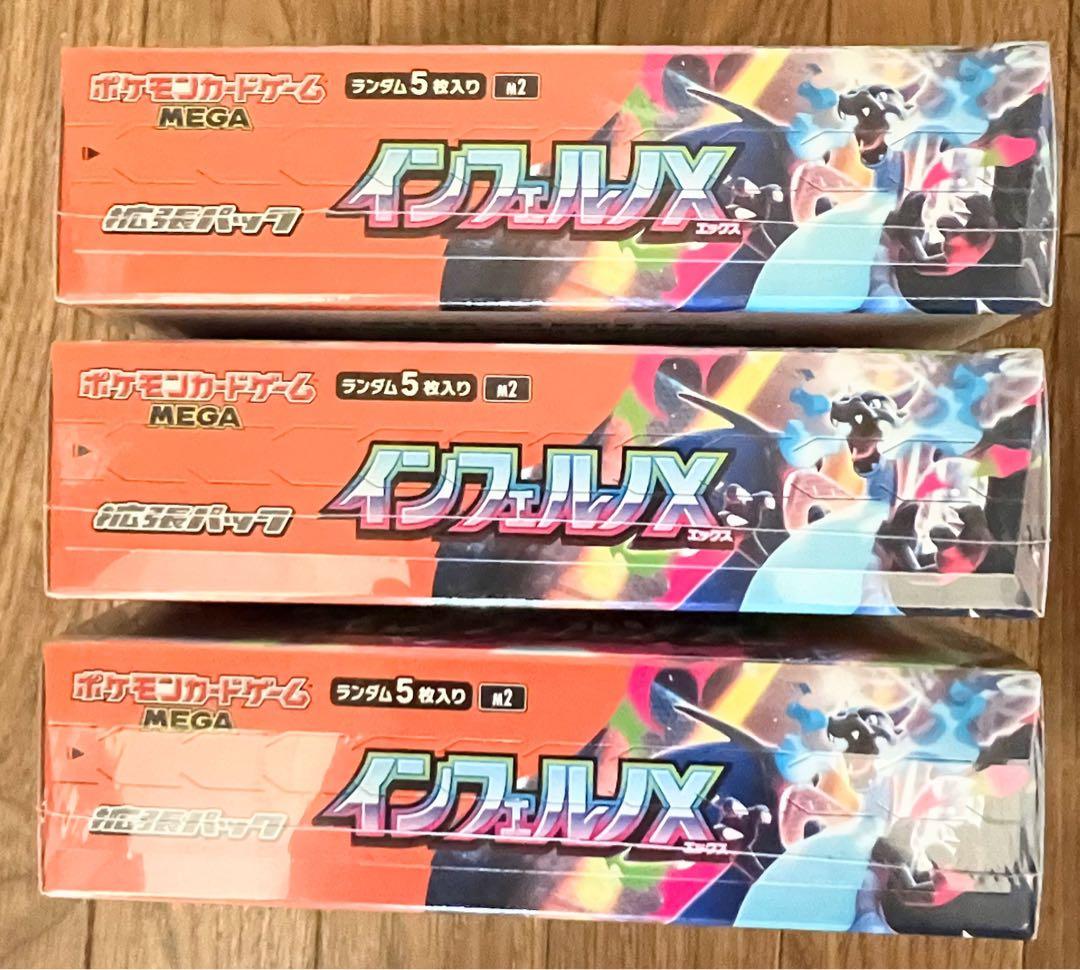 ポケモンカードゲーム
MEGA
ランダム5枚入り M2
拡張パック
インフェルノX
エックス
ポケモンカードゲーム
MEGA
ランダム5枚入り M2
拡張パック
インフェルノX
エックス
ポケモンカードゲーム
MEGA
ランダム5枚入り M2
拡張パック
インフェルノX
エックス